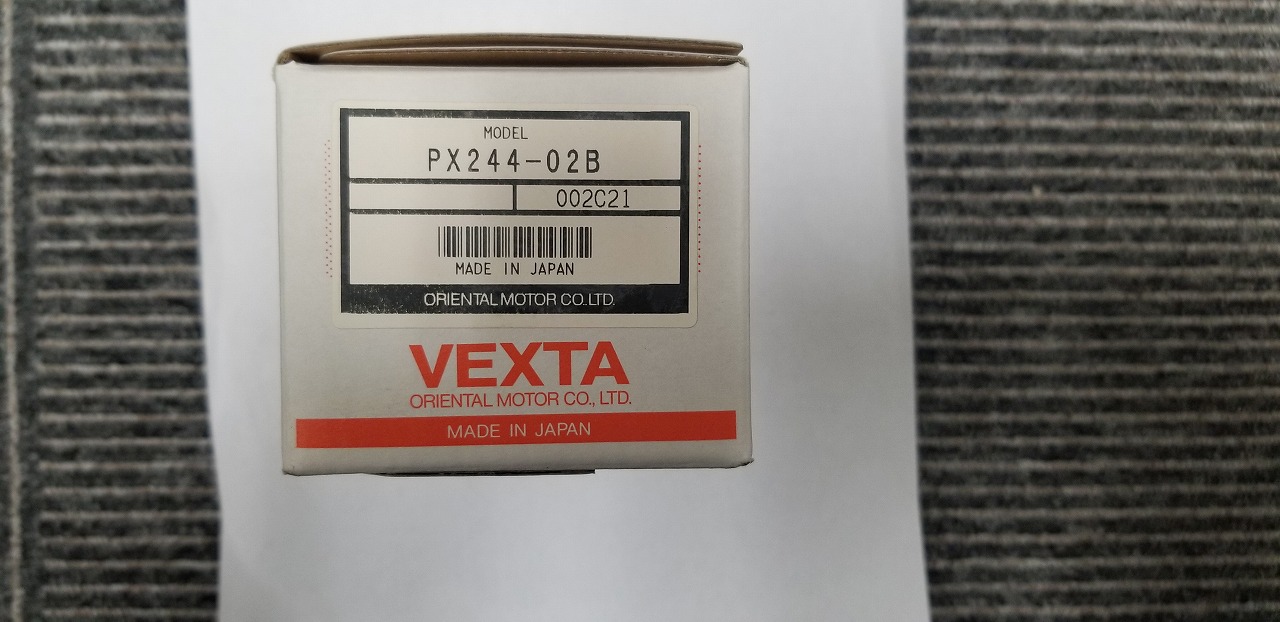 MODEL
PX244-02B
002C21
MADE IN JAPAN
ORIENTAL MOTOR CO.LTD.
VEXTA
ORIENTAL MOTOR CO., LTD.
MADE IN JAPAN